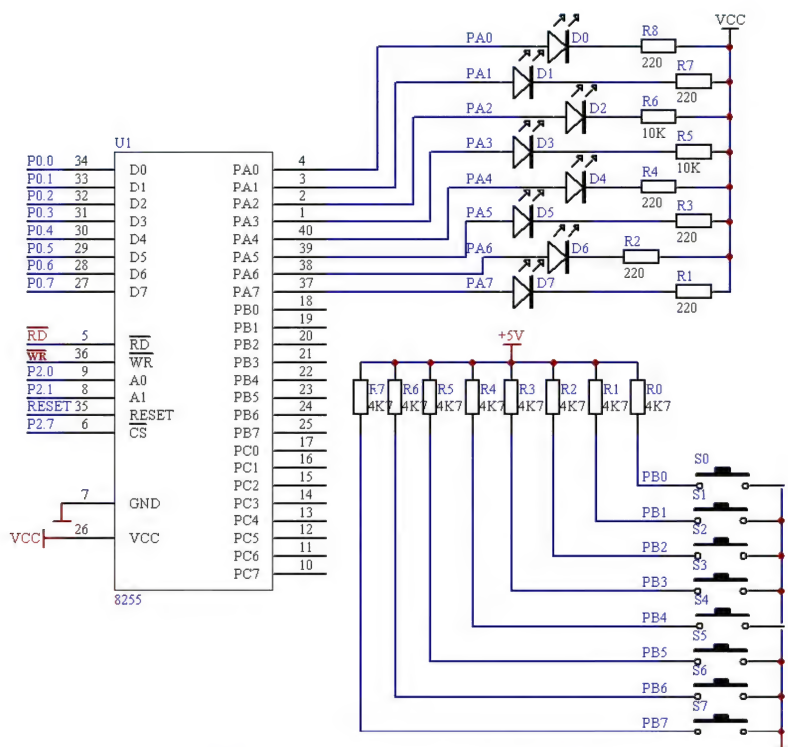 VCC
PA0 D0 R8
220
PA1 D1 R7
220
PA2 D2 R6
10K
PA3 D3 R5
10K
PA4 D4 R4
220
PA5 D5 R3
220
PA6 D6 R2
220
PA7 D7 R1
220
U1
P0.0 34 D0 PA0 4
P0.1 33 D1 PA1 3
P0.2 32 D2 PA2 2
P0.3 31 D3 PA3 1
P0.4 30 D4 PA4 40
P0.5 29 D5 PA5 39
P0.6 28 D6 PA6 38
P0.7 27 D7 PA7 37
PB0 18
PB1 19
RD 5 RD PB2 20
WR 36 WR PB3 21
P2.0 9 A0 PB4 22
P2.1 8 A1 PB5 23
RESET 35 RESET PB6 24
P2.7 6 CS PB7 25
PC0 17
PC1 16
PC2 15
7 GND PC3 14
PC4 13
VCC 26 VCC PC5 12
PC6 11
PC7 10
8255
+5V
R7 R6 R5 R4 R3 R2 R1 R0
4K7 4K7 4K7 4K7 4K7 4K7 4K7 4K7
S0
PB0
S1
PB1
S2
PB2
S3
PB3
S4
PB4
S5
PB5
S6
PB6
S7
PB7